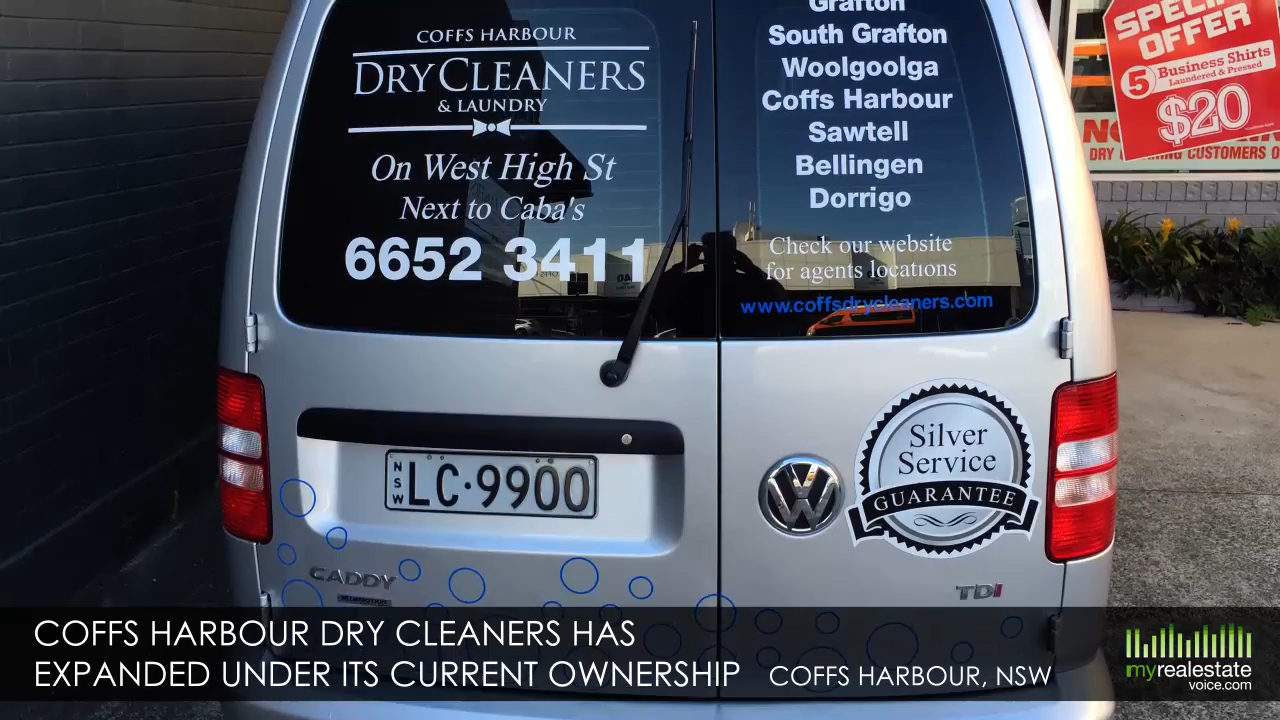 COFFS HARBOUR
DRY CLEANERS
& LAUNDRY
On West High St
Next to Caba's
6652 3411
Grafton
South Grafton
Woolgoolga
Coffs Harbour
Sawtell
Bellingen
Dorrigo
Check our website
for agents locations
www.coffsdrycleaners.com
OFFER
5 Business Shirts
Laundered & Pressed
$20
DRY
CUSTOMERS
NSW
LC·9900
Silver
Service
GUARANTEE
CADDY
TDI
COFFS HARBOUR DRY CLEANERS HAS
EXPANDED UNDER ITS CURRENT OWNERSHIP COFFS HARBOUR, NSW
myrealestate
voice.com